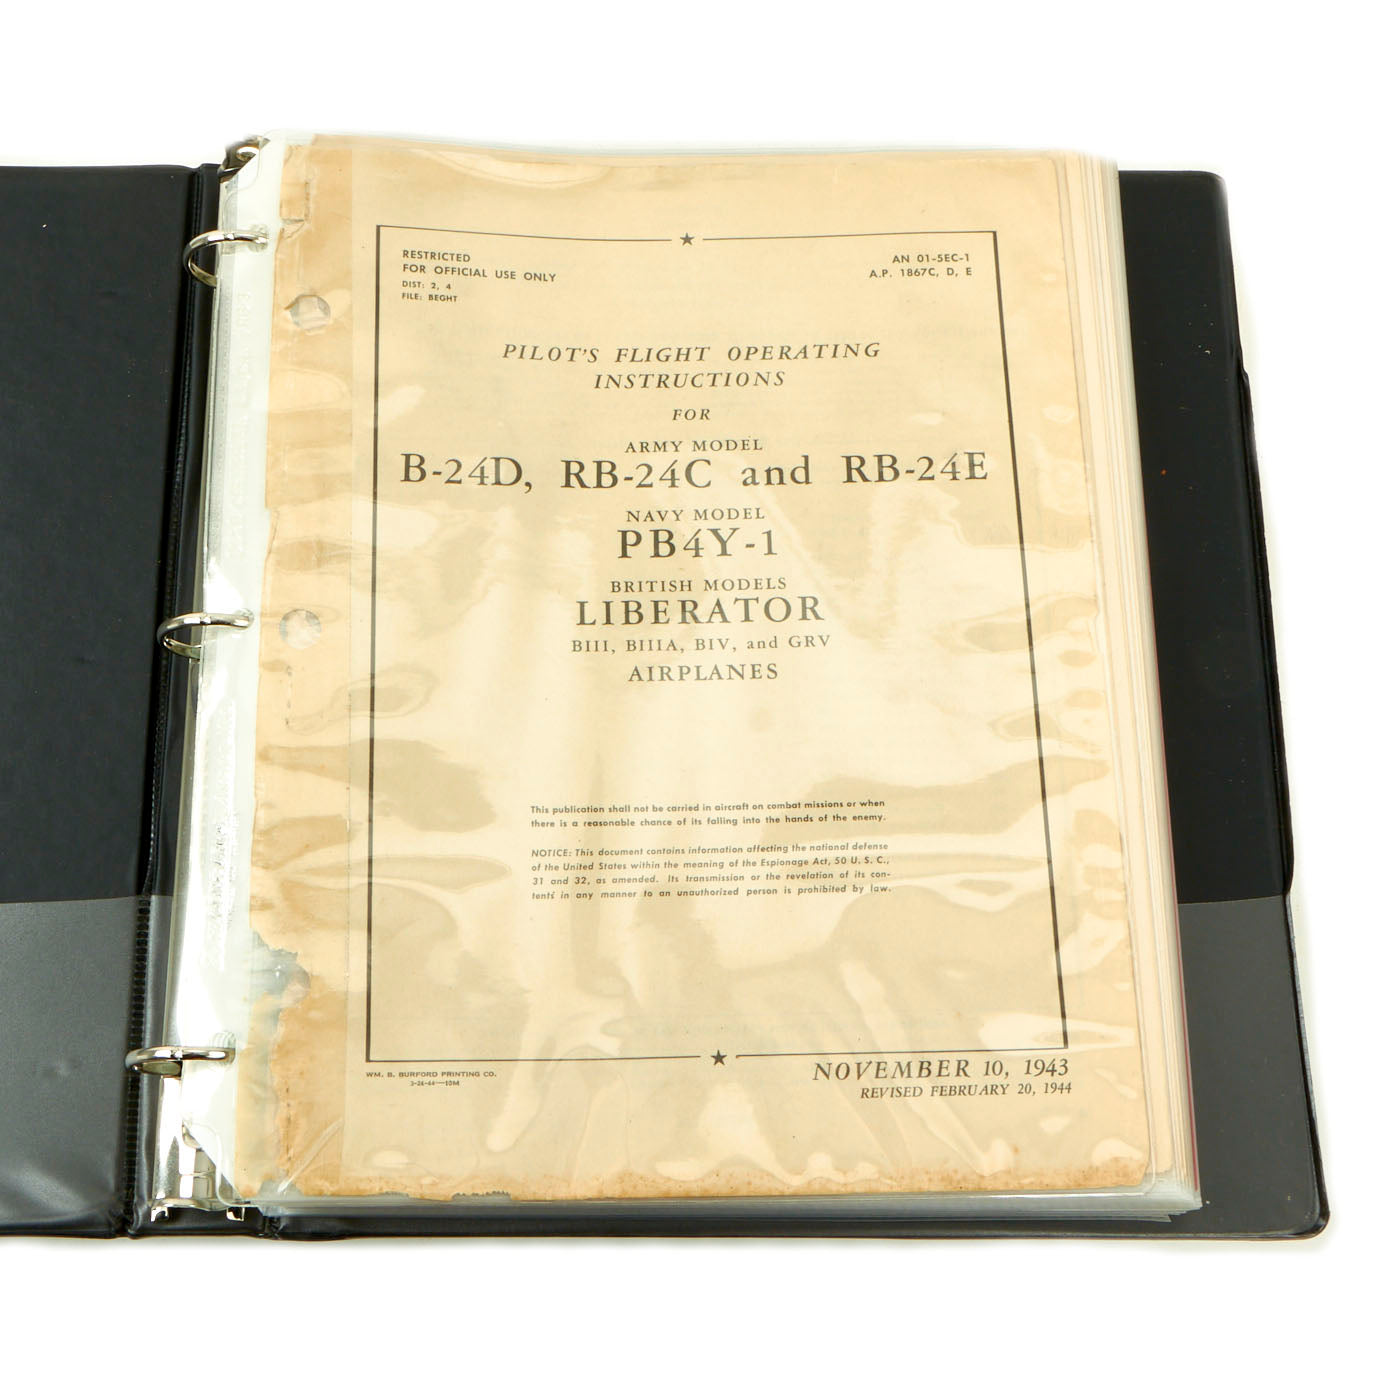 RESTRICTED
FOR OFFICIAL USE ONLY
DIST: 2, 4
FILE: BEGHT
AN 01-5EC-1
A.P. 1867C, D, E
PILOT'S FLIGHT OPERATING
INSTRUCTIONS
FOR
ARMY MODEL
B-24D, RB-24C and RB-24E
NAVY MODEL
PB4Y-1
BRITISH MODELS
LIBERATOR
BIII, BIIIA, BIV, and GRV
AIRPLANES
This publication shall not be carried in aircraft on combat missions or when
there is a reasonable chance of its falling into the hands of the enemy.
NOTICE: This document contains information affecting the national defense
of the United States within the meaning of the Espionage Act, 50 U. S. C.,
31 and 32, as amended. Its transmission or the revelation of its con-
tents in any manner to an unauthorized person is prohibited by law.
WM. B. BURFORD PRINTING CO.
3-24-44—10M
NOVEMBER 10, 1943
REVISED FEBRUARY 20, 1944